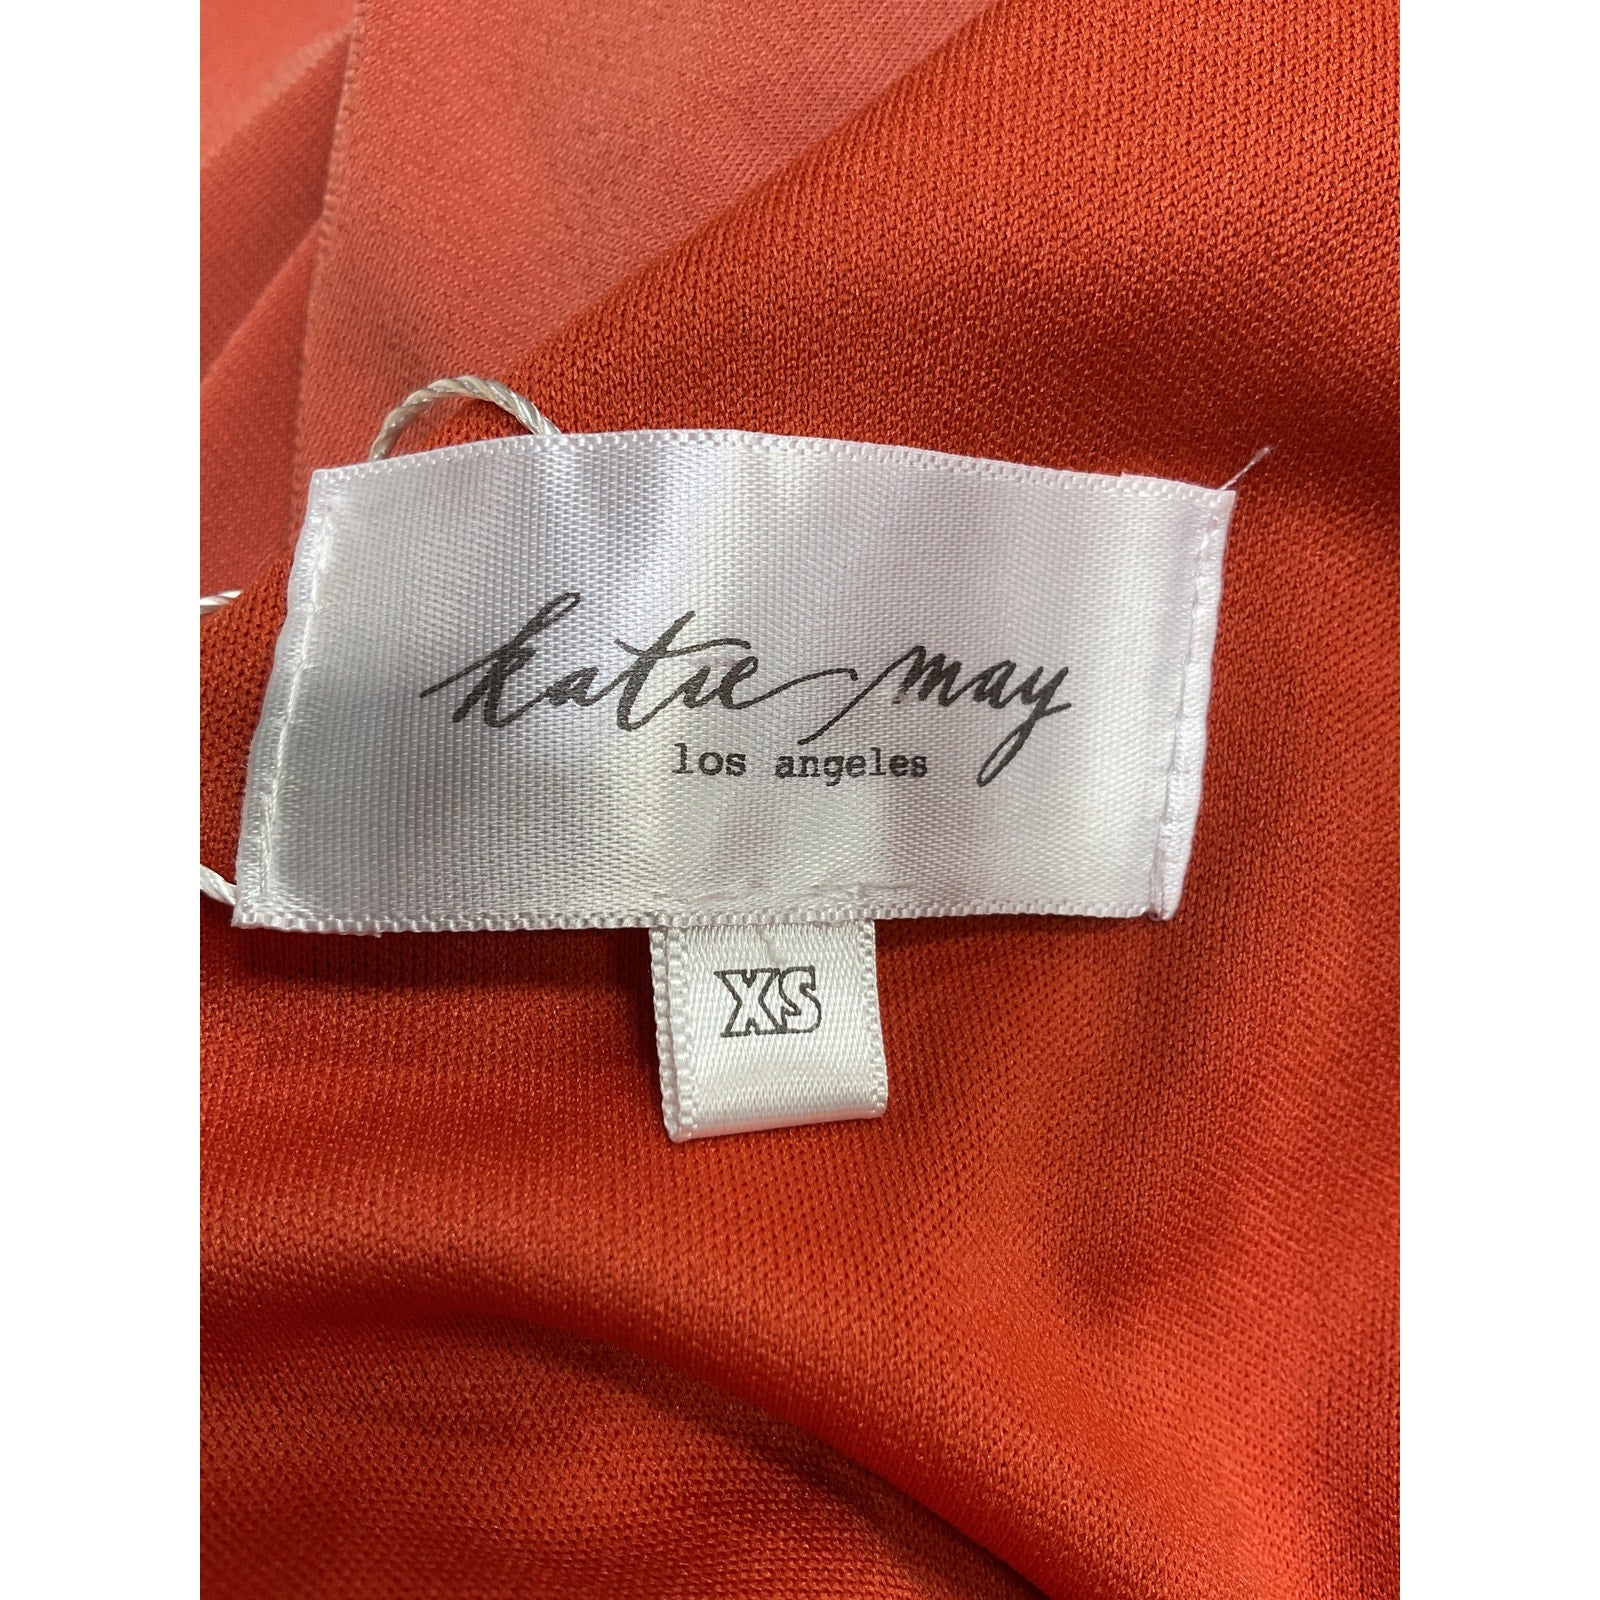 katie may
los angeles
XS